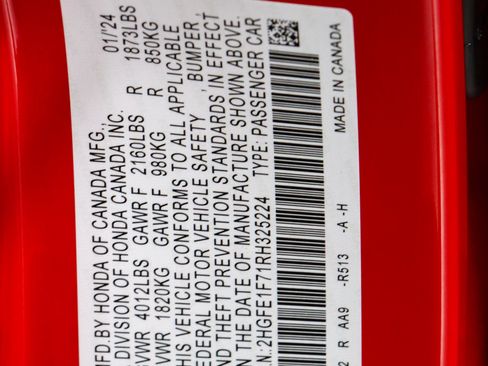 MFD.BY HONDA OF CANADA MFG., 01/'24
A DIVISION OF HONDA CANADA INC.
GVWR 4012LBS GAWR F 2160LBS R 1873LBS
GVWR 1820KG GAWR F 980KG R 850KG
THIS VEHICLE CONFORMS TO ALL APPLICABLE
FEDERAL MOTOR VEHICLE SAFETY , BUMPER,
AND THEFT PREVENTION STANDARDS IN EFFECT
ON THE DATE OF MANUFACTURE SHOWN ABOVE.
V.I.N.:2HGFE1F71RH325224 TYPE: PASSENGER CAR
2 R AA9 -R513 -A -H MADE IN CANADA